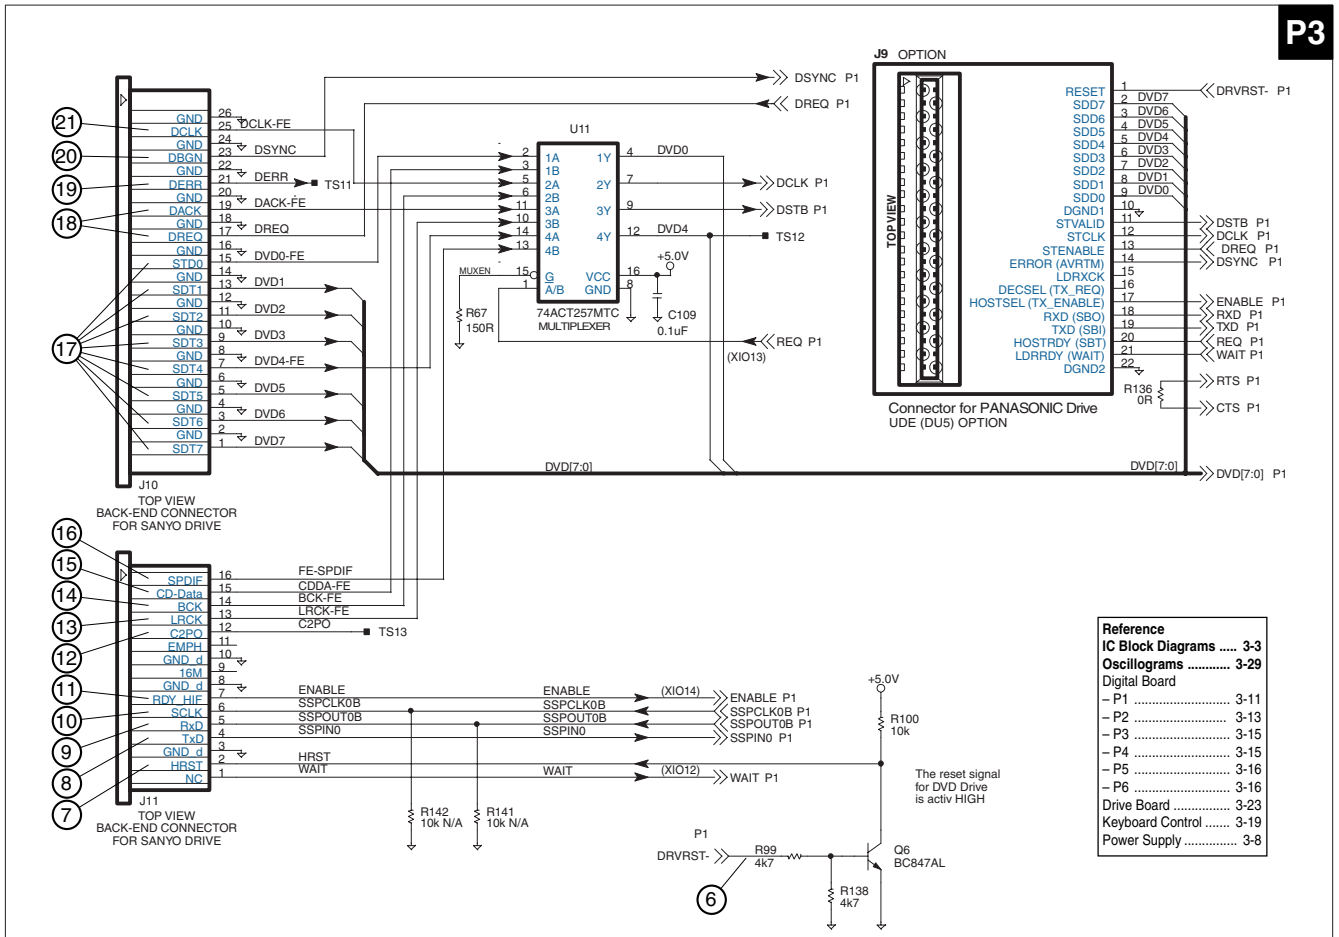 P3
J9 OPTION
DSYNC P1
DREQ P1
U11
TOP VIEW
RESET 1 DRVRST- P1
SDD7 2 DVD7
SDD6 3 DVD6
SDD5 4 DVD5
SDD4 5 DVD4
SDD3 6 DVD3
SDD2 7 DVD2
SDD1 8 DVD1
SDD0 9 DVD0
DGND1 10
STVALID 11 DSTB P1
STCLK 12 DCLK P1
STENABLE 13 DREQ P1
ERROR (AVRTM) 14 DSYNC P1
LDRXCK 15
DECSEL (TX_REQ) 16
HOSTSEL (TX_ENABLE) 17 ENABLE P1
RXD (SBO) 18 RXD P1
TXD (SBI) 19 TXD P1
HOSTRDY (SBT) 20 REQ P1
LDRRDY (WAIT) 21 WAIT P1
DGND2 22
R136
0R
RTS P1
CTS P1
Connector for PANASONIC Drive
UDE (DU5) OPTION
GND 26
21 DCLK 25 DCLK-FE
GND 24
20 DBGN 23 DSYNC
GND 22
19 DERR 21 DERR TS11
GND 20
DACK 19 DACK-FE
18 GND 18
DREQ 17 DREQ
GND 16
STD0 15 DVD0-FE
GND 14
SDT1 13 DVD1
GND 12
SDT2 11 DVD2
GND 10
17 SDT3 9 DVD3
GND 8
SDT4 7 DVD4-FE
GND 6
SDT5 5 DVD5
GND 4
SDT6 3 DVD6
GND 2
SDT7 1 DVD7
J10
TOP VIEW
BACK-END CONNECTOR
FOR SANYO DRIVE
2 1A 1Y 4 DVD0
3 1B
5 2A 2Y 7 DCLK P1
6 2B
11 3A 3Y 9 DSTB P1
10 3B
14 4A 4Y 12 DVD4 TS12
13 4B
+5.0V
MUXEN 15 G VCC 16
1 A/B GND 8
R67
150R
74ACT257MTC
MULTIPLEXER
C109
0.1uF
REQ P1
(XIO13)
DVD[7:0] DVD[7:0] DVD[7:0] P1
16 SPDIF 16 FE-SPDIF
15 CD-Data 15 CDDA-FE
14 BCK 14 BCK-FE
13 LRCK 13 LRCK-FE
12 C2PO 12 C2PO TS13
EMPH 11
GND_d 10
16M 9
GND_d 8
11 RDY_HIF 7 ENABLE ENABLE (XIO14) ENABLE P1
10 SCLK 6 SSPCLK0B SSPCLK0B SSPCLK0B P1
9 RxD 5 SSPOUT0B SSPOUT0B SSPOUT0B P1
8 TxD 4 SSPIN0 SSPIN0 SSPIN0 P1
GND_d 3
7 HRST 2 HRST
NC 1 WAIT WAIT (XIO12) WAIT P1
J11
TOP VIEW
BACK-END CONNECTOR
FOR SANYO DRIVE
R142
10k N/A
R141
10k N/A
+5.0V
R100
10k
The reset signal
for DVD Drive
is activ HIGH
P1
DRVRST-
R99
4k7
6
Q6
BC847AL
R138
4k7
Reference
IC Block Diagrams ..... 3-3
Oscillograms ............ 3-29
Digital Board
– P1 ........................... 3-11
– P2 ........................... 3-13
– P3 ........................... 3-15
– P4 ........................... 3-15
– P5 ........................... 3-16
– P6 ........................... 3-16
Drive Board ................ 3-23
Keyboard Control ....... 3-19
Power Supply .............. 3-8